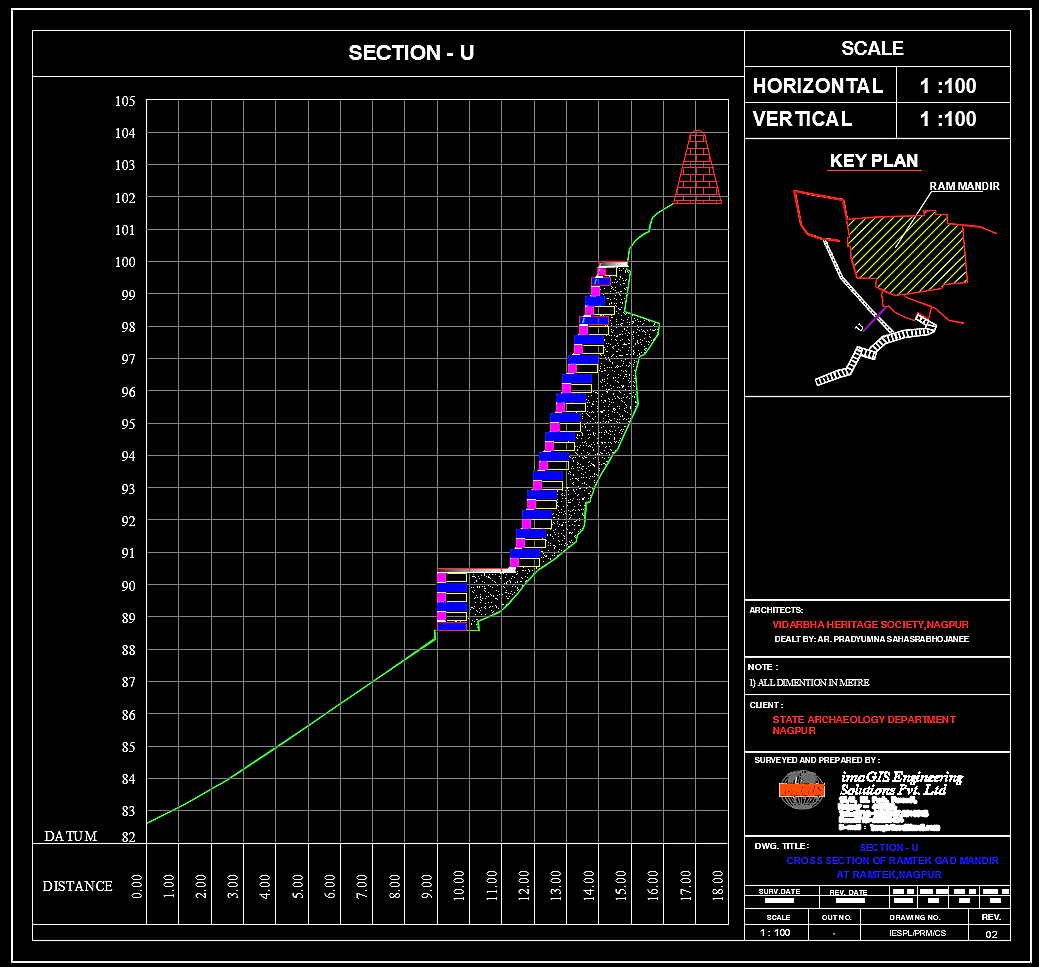 SECTION - U
105
104
103
102
101
100
99
98
97
96
95
94
93
92
91
90
89
88
87
86
85
84
83
DATUM 82
DISTANCE 0.00 1.00 2.00 3.00 4.00 5.00 6.00 7.00 8.00 9.00 10.00 11.00 12.00 13.00 14.00 15.00 16.00 17.00 18.00
SCALE
HORIZONTAL 1 :100
VERTICAL 1 :100
KEY PLAN
RAM MANDIR
U
ARCHITECTS:
VIDARBHA HERITAGE SOCIETY,NAGPUR
DEALT BY: AR. PRADYUMNA SAHASRABHOJANEE
NOTE :
1) ALL DIMENTION IN METRE
CLIENT :
STATE ARCHAEOLOGY DEPARTMENT
NAGPUR
SURVEYED AND PREPARED BY :
imaGIS Engineering
Solutions Pvt. Ltd
DWG. TITLE: SECTION - U
CROSS SECTION OF RAMTEK GAD MANDIR
AT RAMTEK,NAGPUR
SURV.DATE REV. DATE
SCALE OUT NO. DRAWING NO. REV.
1 : 100 - IESPL/PRM/CS 02